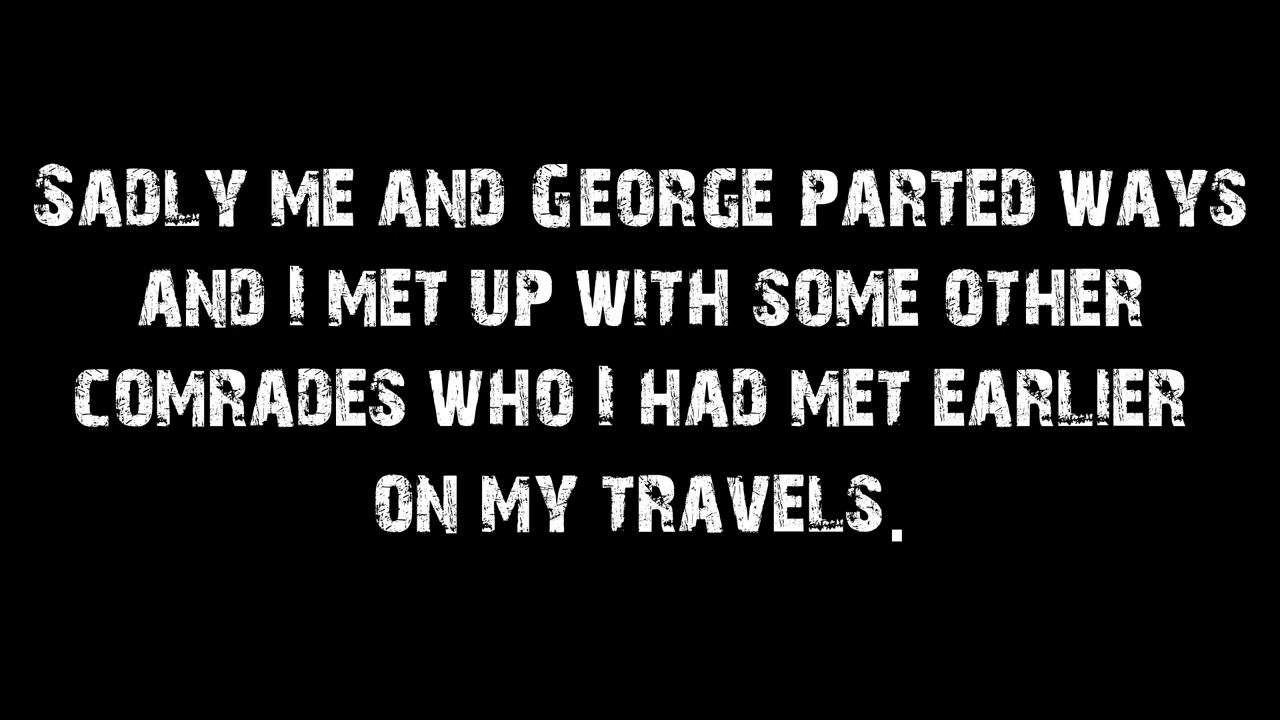 Sadly me and George parted ways
and I met up with some other
comrades who I had met earlier
on my travels.